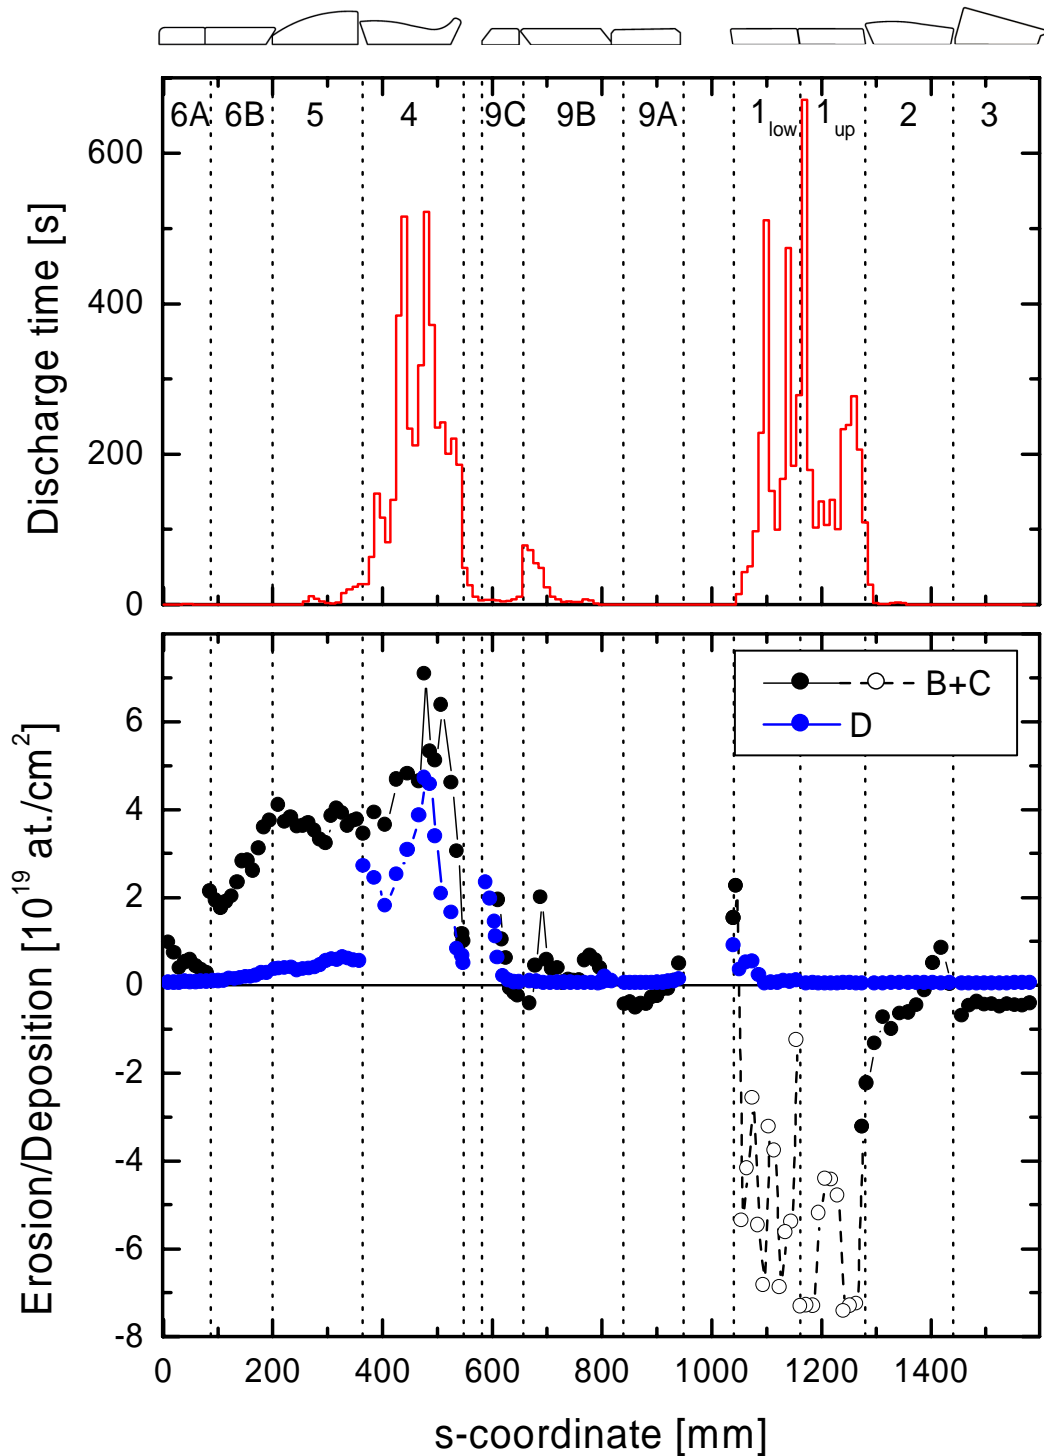 6A 6B 5 4 9C 9B 9A 1low 1up 2 3
Discharge time [s]
600
400
200
0
B+C
D
Erosion/Deposition [10^19 at./cm^2]
6
4
2
0
-2
-4
-6
-8
0 200 400 600 800 1000 1200 1400
s-coordinate [mm]